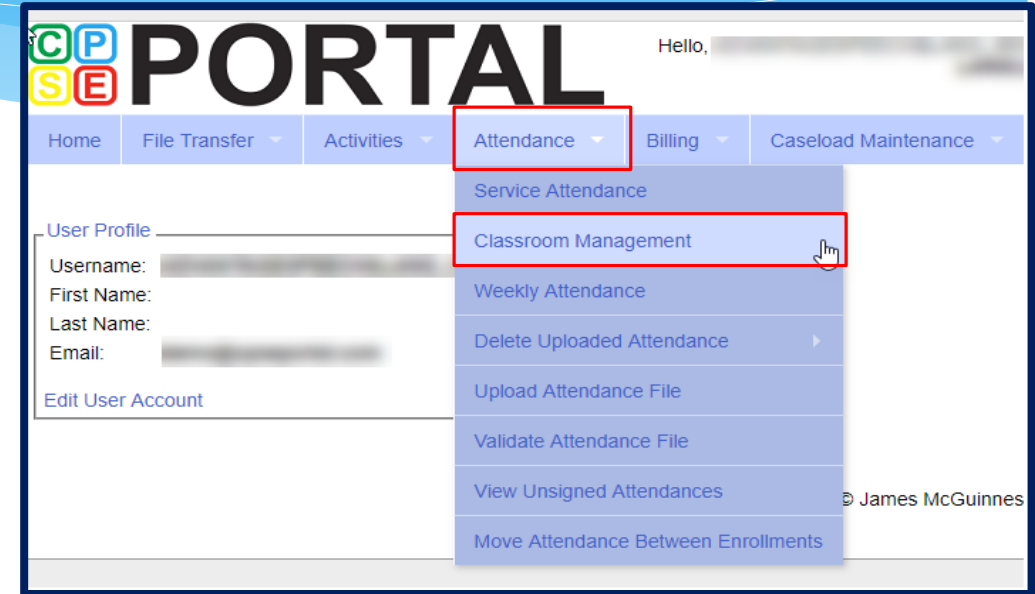 CP
SE
PORTAL
Hello,
Home File Transfer Activities Attendance Billing Caseload Maintenance
Service Attendance
Classroom Management
Weekly Attendance
Delete Uploaded Attendance
Upload Attendance File
Validate Attendance File
View Unsigned Attendances
Move Attendance Between Enrollments
User Profile
Username:
First Name:
Last Name:
Email:
Edit User Account
© James McGuinnes